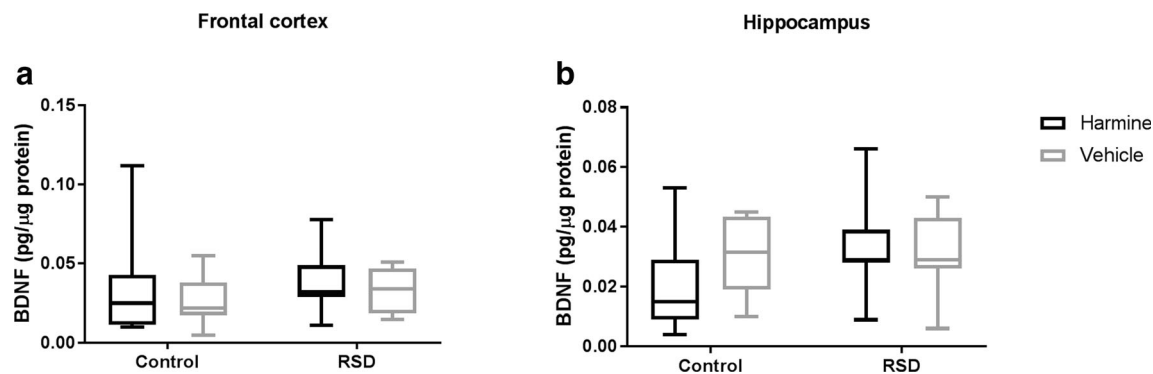 Frontal cortex
Hippocampus
a
BDNF (pg/μg protein)
0.15
0.10
0.05
0.00
Control
RSD
b
BDNF (pg/μg protein)
0.08
0.06
0.04
0.02
0.00
Control
RSD
Harmine
Vehicle